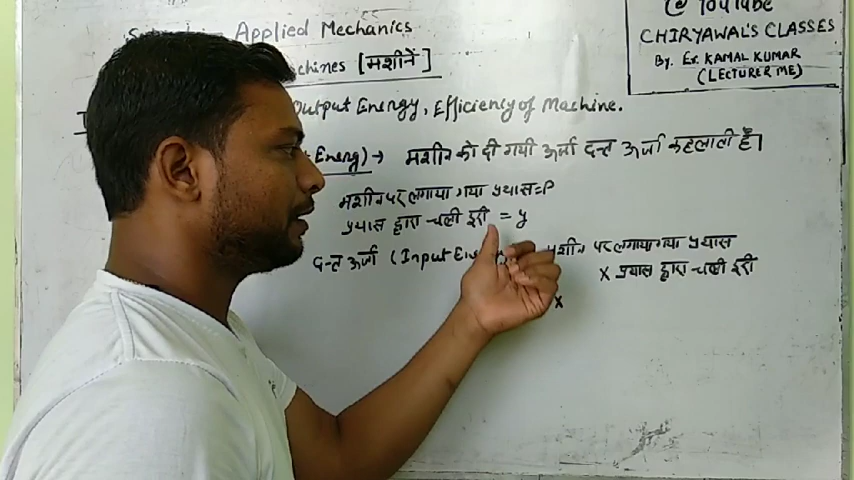 Applied Mechanics
[मशीनें]
Output Energy, Efficiency of Machine.
@ YouTube
CHIRYAWAL'S CLASSES
By. Er. KAMAL KUMAR
(LECTURER ME)
Energ) → मशीन को दी गयी ऊर्जा दत्त ऊर्जा कहलाती है।
मशीन पर लगाया गया प्रयास = P
प्रयास द्वारा चली दूरी = y
दत्त ऊर्जा (Input मशीन पर लगाया गया प्रयास
× प्रयास द्वारा चली दूरी
×